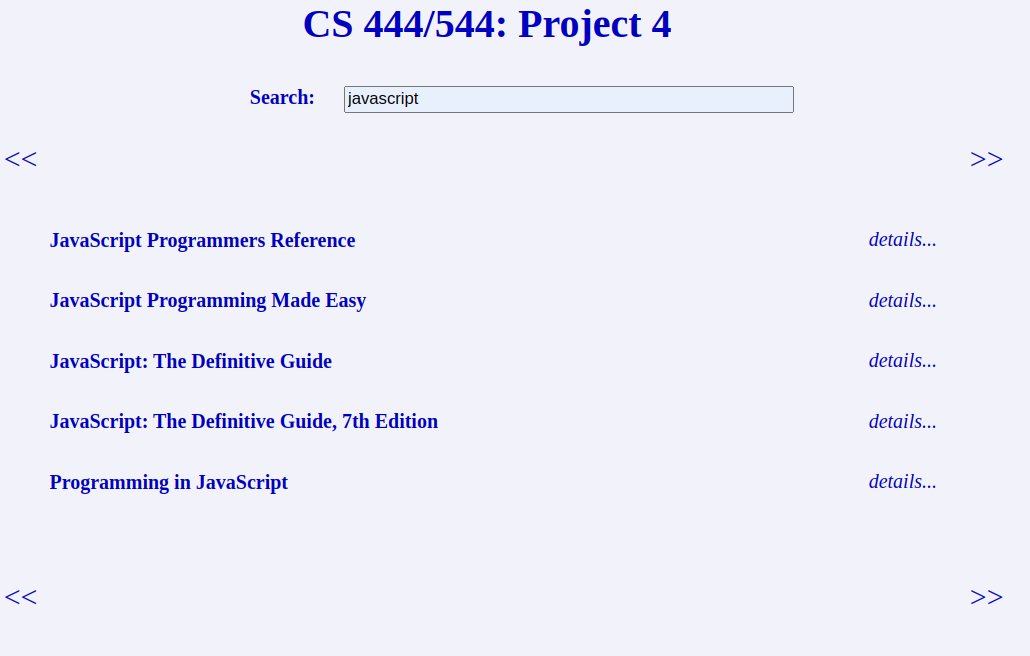 CS 444/544: Project 4
Search: javascript
<< >>
JavaScript Programmers Reference details...
JavaScript Programming Made Easy details...
JavaScript: The Definitive Guide details...
JavaScript: The Definitive Guide, 7th Edition details...
Programming in JavaScript details...
<< >>